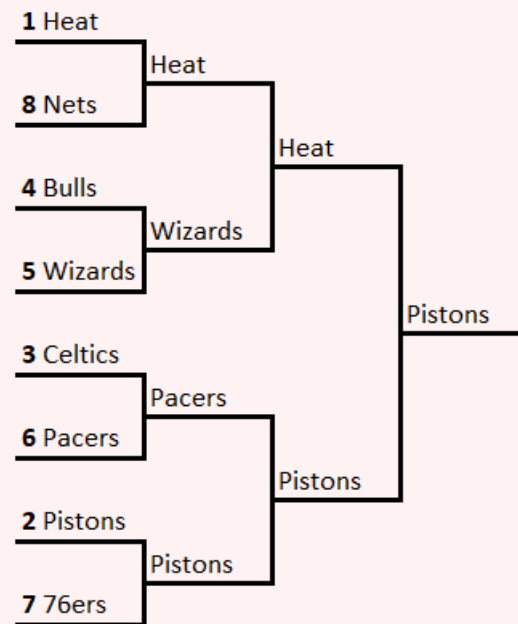 1 Heat
Heat
8 Nets
Heat
4 Bulls
Wizards
5 Wizards
Pistons
3 Celtics
Pacers
6 Pacers
Pistons
2 Pistons
Pistons
7 76ers